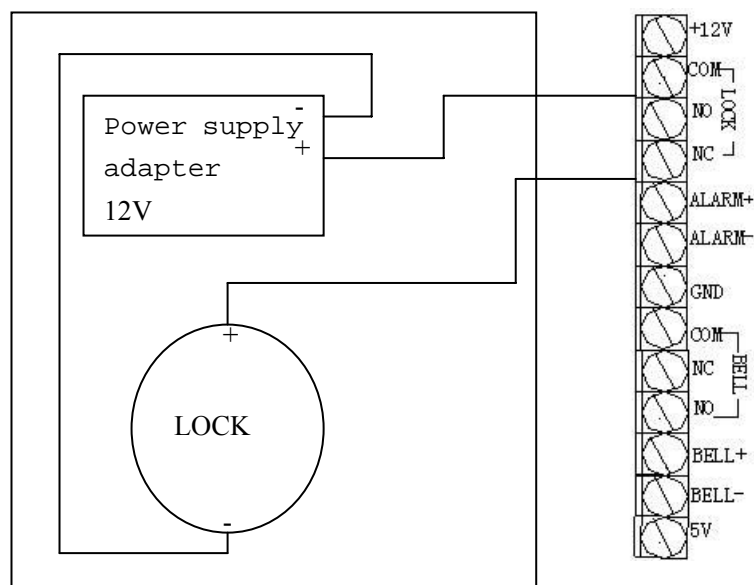 -
Power supply
+
adapter
12V
+
LOCK
-
+12V
COM
NO
LOCK
NC
ALARM+
ALARM-
GND
COM
NC
BELL
NO
BELL+
BELL-
5V